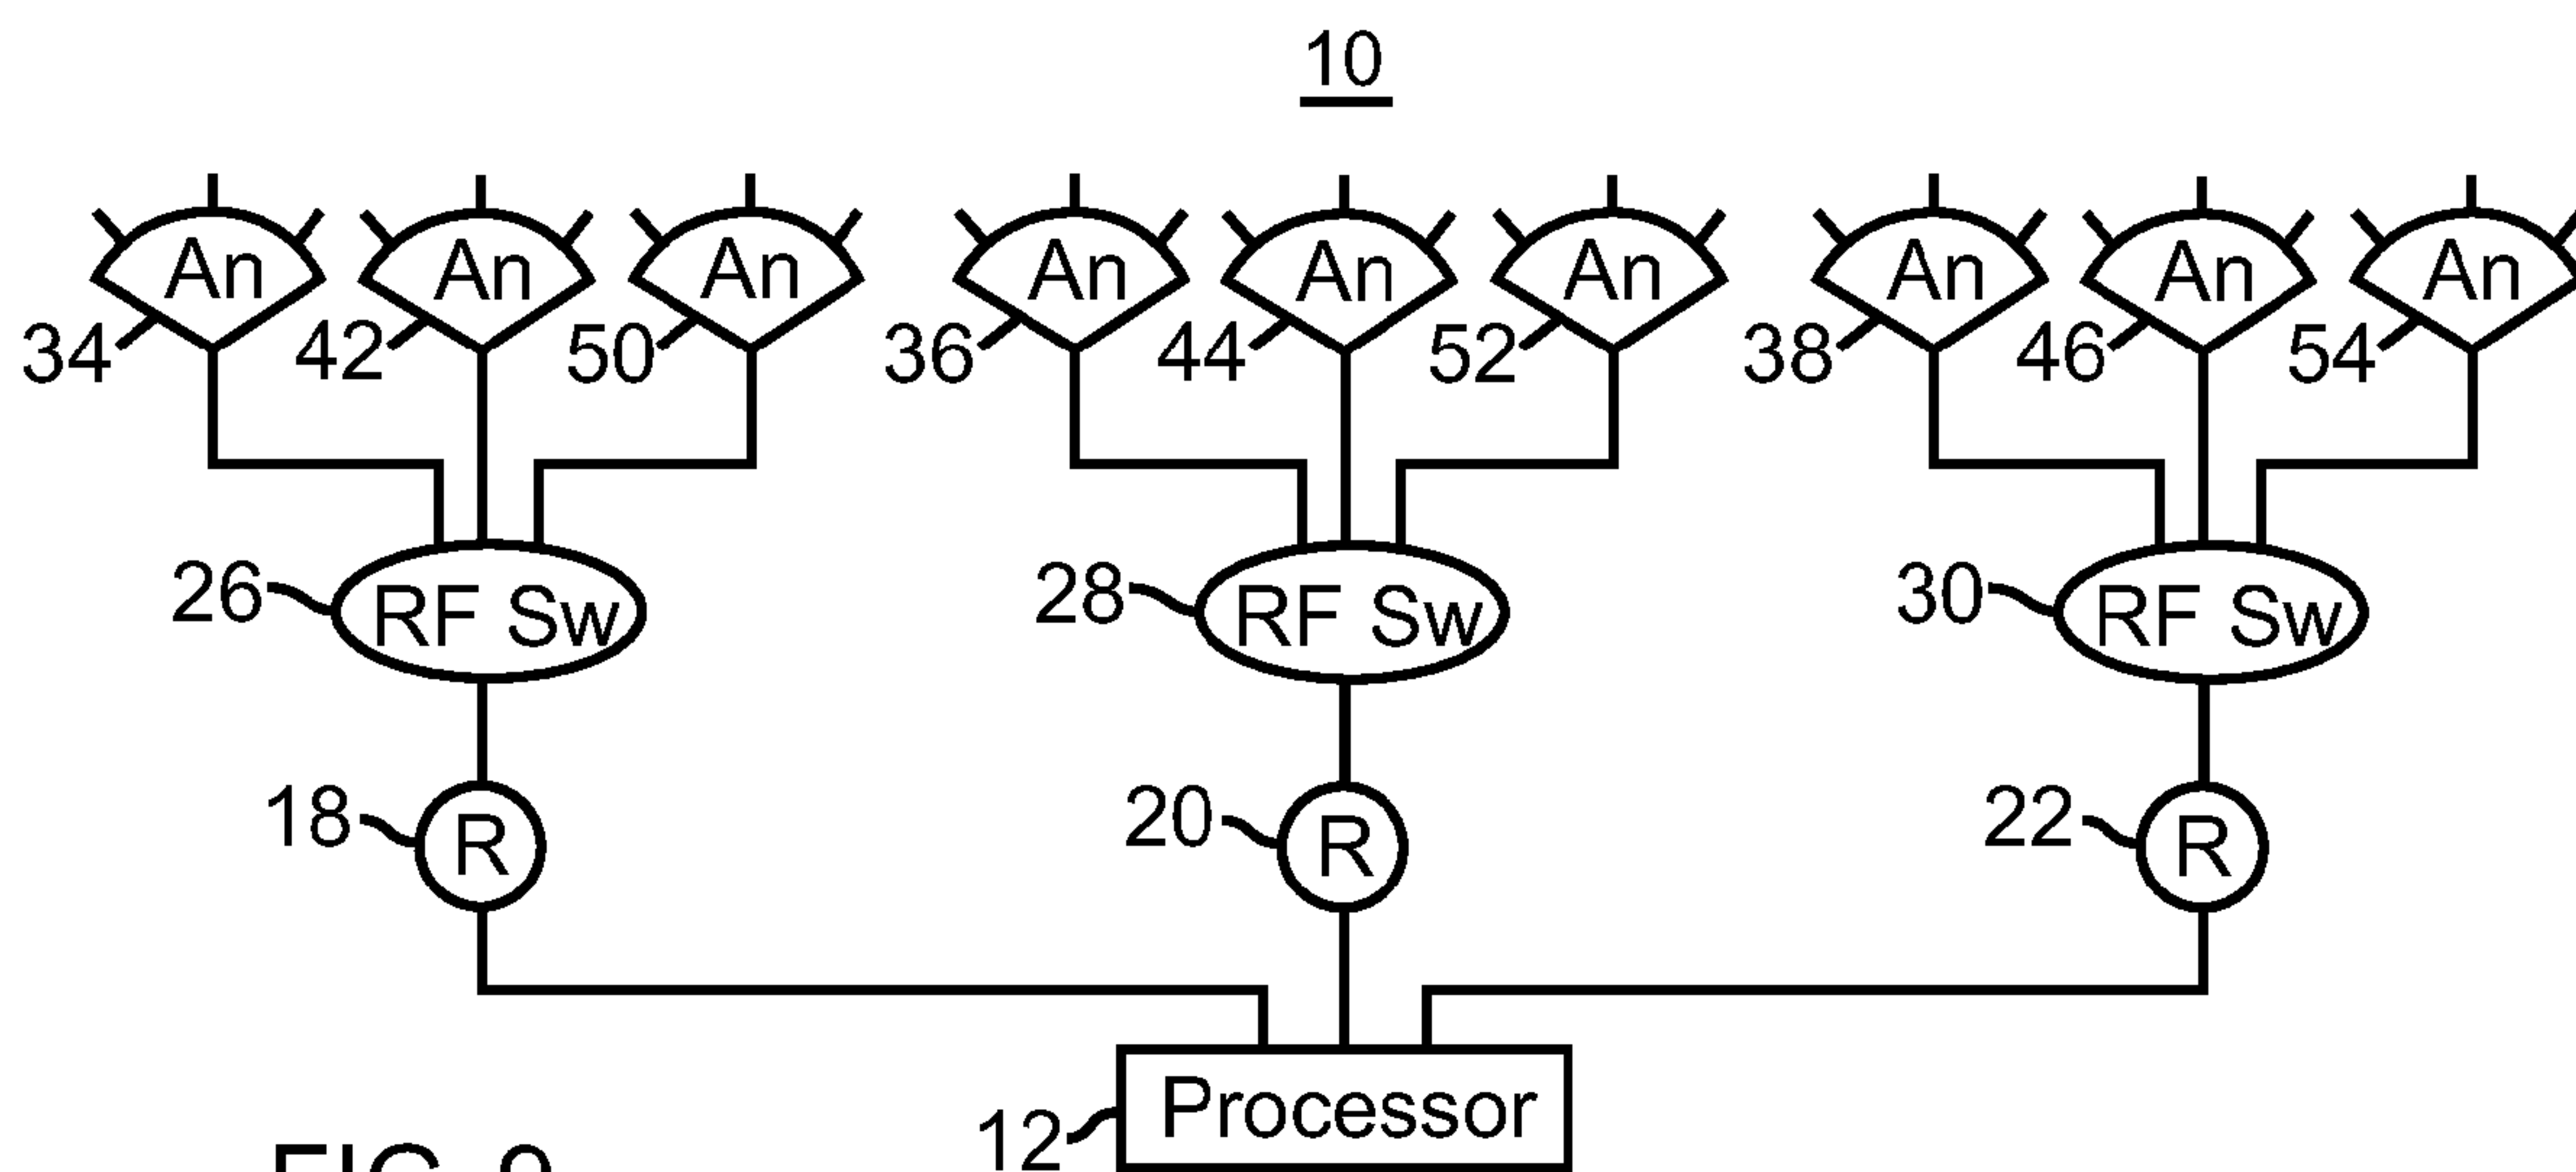 10
An An An An An An An An An
34 42 50 36 44 52 38 46 54
26 RF Sw 28 RF Sw 30 RF Sw
18 R 20 R 22 R
12 Processor
FIG.